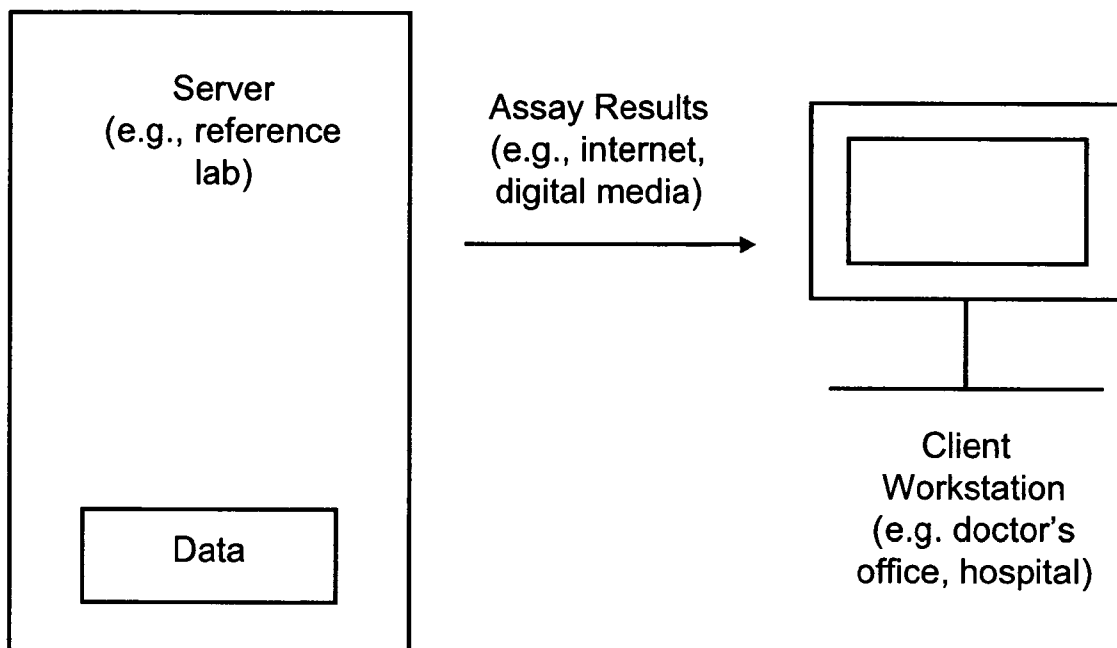 Server
(e.g., reference
lab)
Data
Assay Results
(e.g., internet,
digital media)
Client
Workstation
(e.g. doctor's
office, hospital)